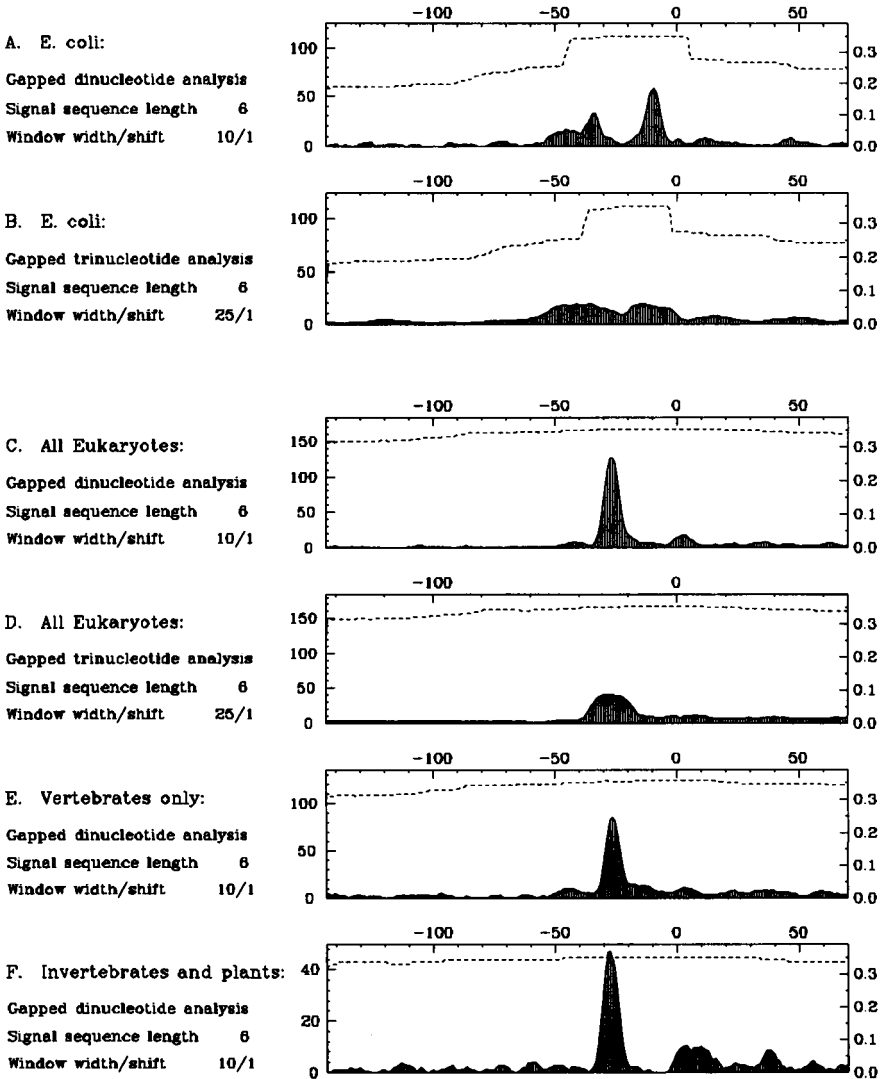 -100 -50 0 50
A. E. coli:
Gapped dinucleotide analysis
Signal sequence length 6
Window width/shift 10/1
100
50
0
0.3
0.2
0.1
0.0
-100 -50 0 50
B. E. coli:
Gapped trinucleotide analysis
Signal sequence length 6
Window width/shift 25/1
100
50
0
0.3
0.2
0.1
0.0
-100 -50 0 50
C. All Eukaryotes:
Gapped dinucleotide analysis
Signal sequence length 6
Window width/shift 10/1
150
100
50
0
0.3
0.2
0.1
0.0
-100 0 50
D. All Eukaryotes:
Gapped trinucleotide analysis
Signal sequence length 6
Window width/shift 25/1
150
100
50
0
0.3
0.2
0.1
0.0
-100 -50 0 50
E. Vertebrates only:
Gapped dinucleotide analysis
Signal sequence length 6
Window width/shift 10/1
100
50
0
0.3
0.2
0.1
0.0
-100 -50 0 50
F. Invertebrates and plants:
Gapped dinucleotide analysis
Signal sequence length 6
Window width/shift 10/1
40
20
0
0.3
0.2
0.1
0.0